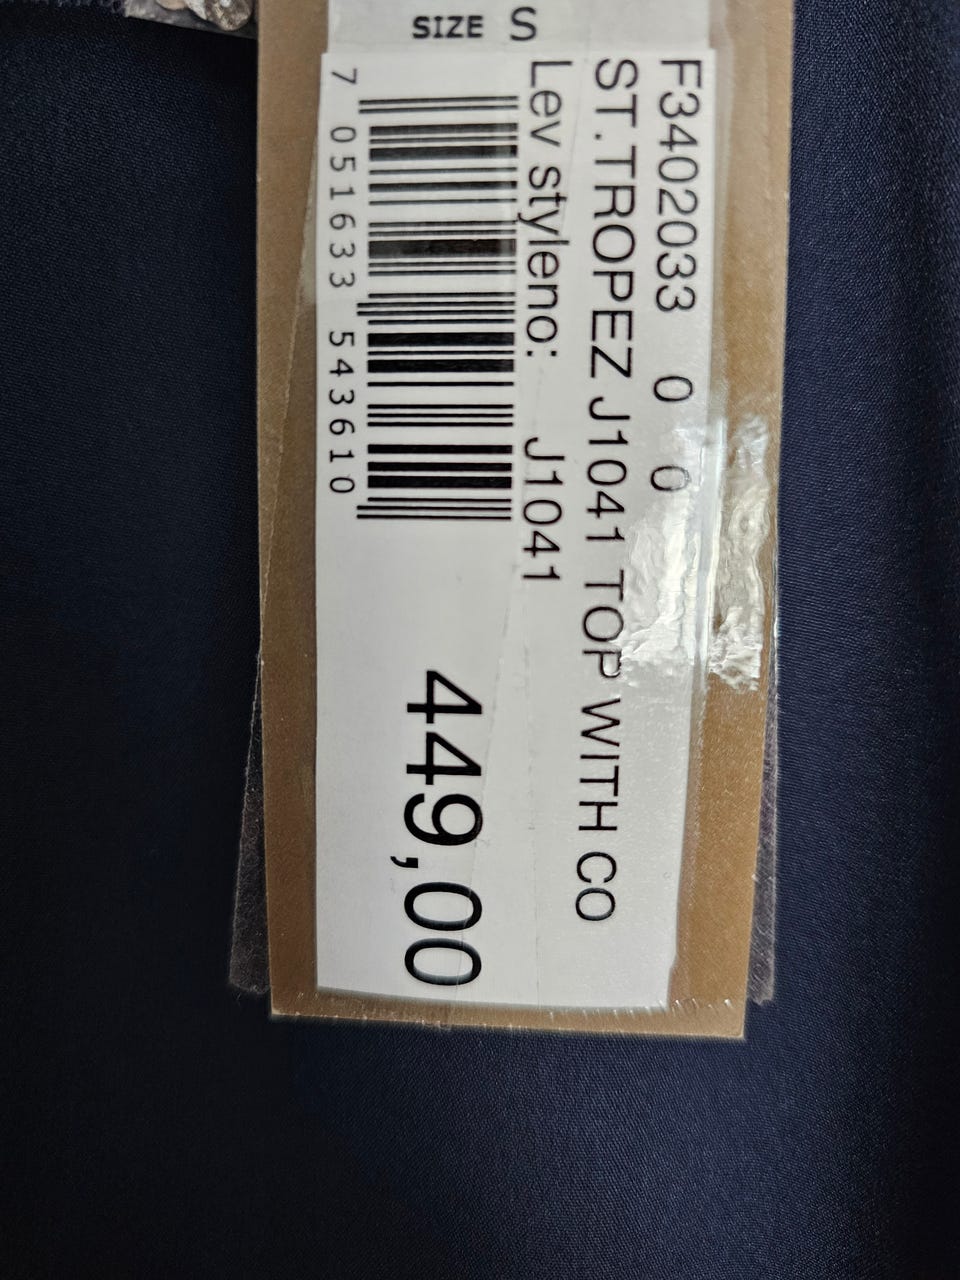 SIZE S
F3402033 0 0
ST.TROPEZ J1041 TOP WITH CO
Lev styleno: J1041
7 051633 543610
449,00